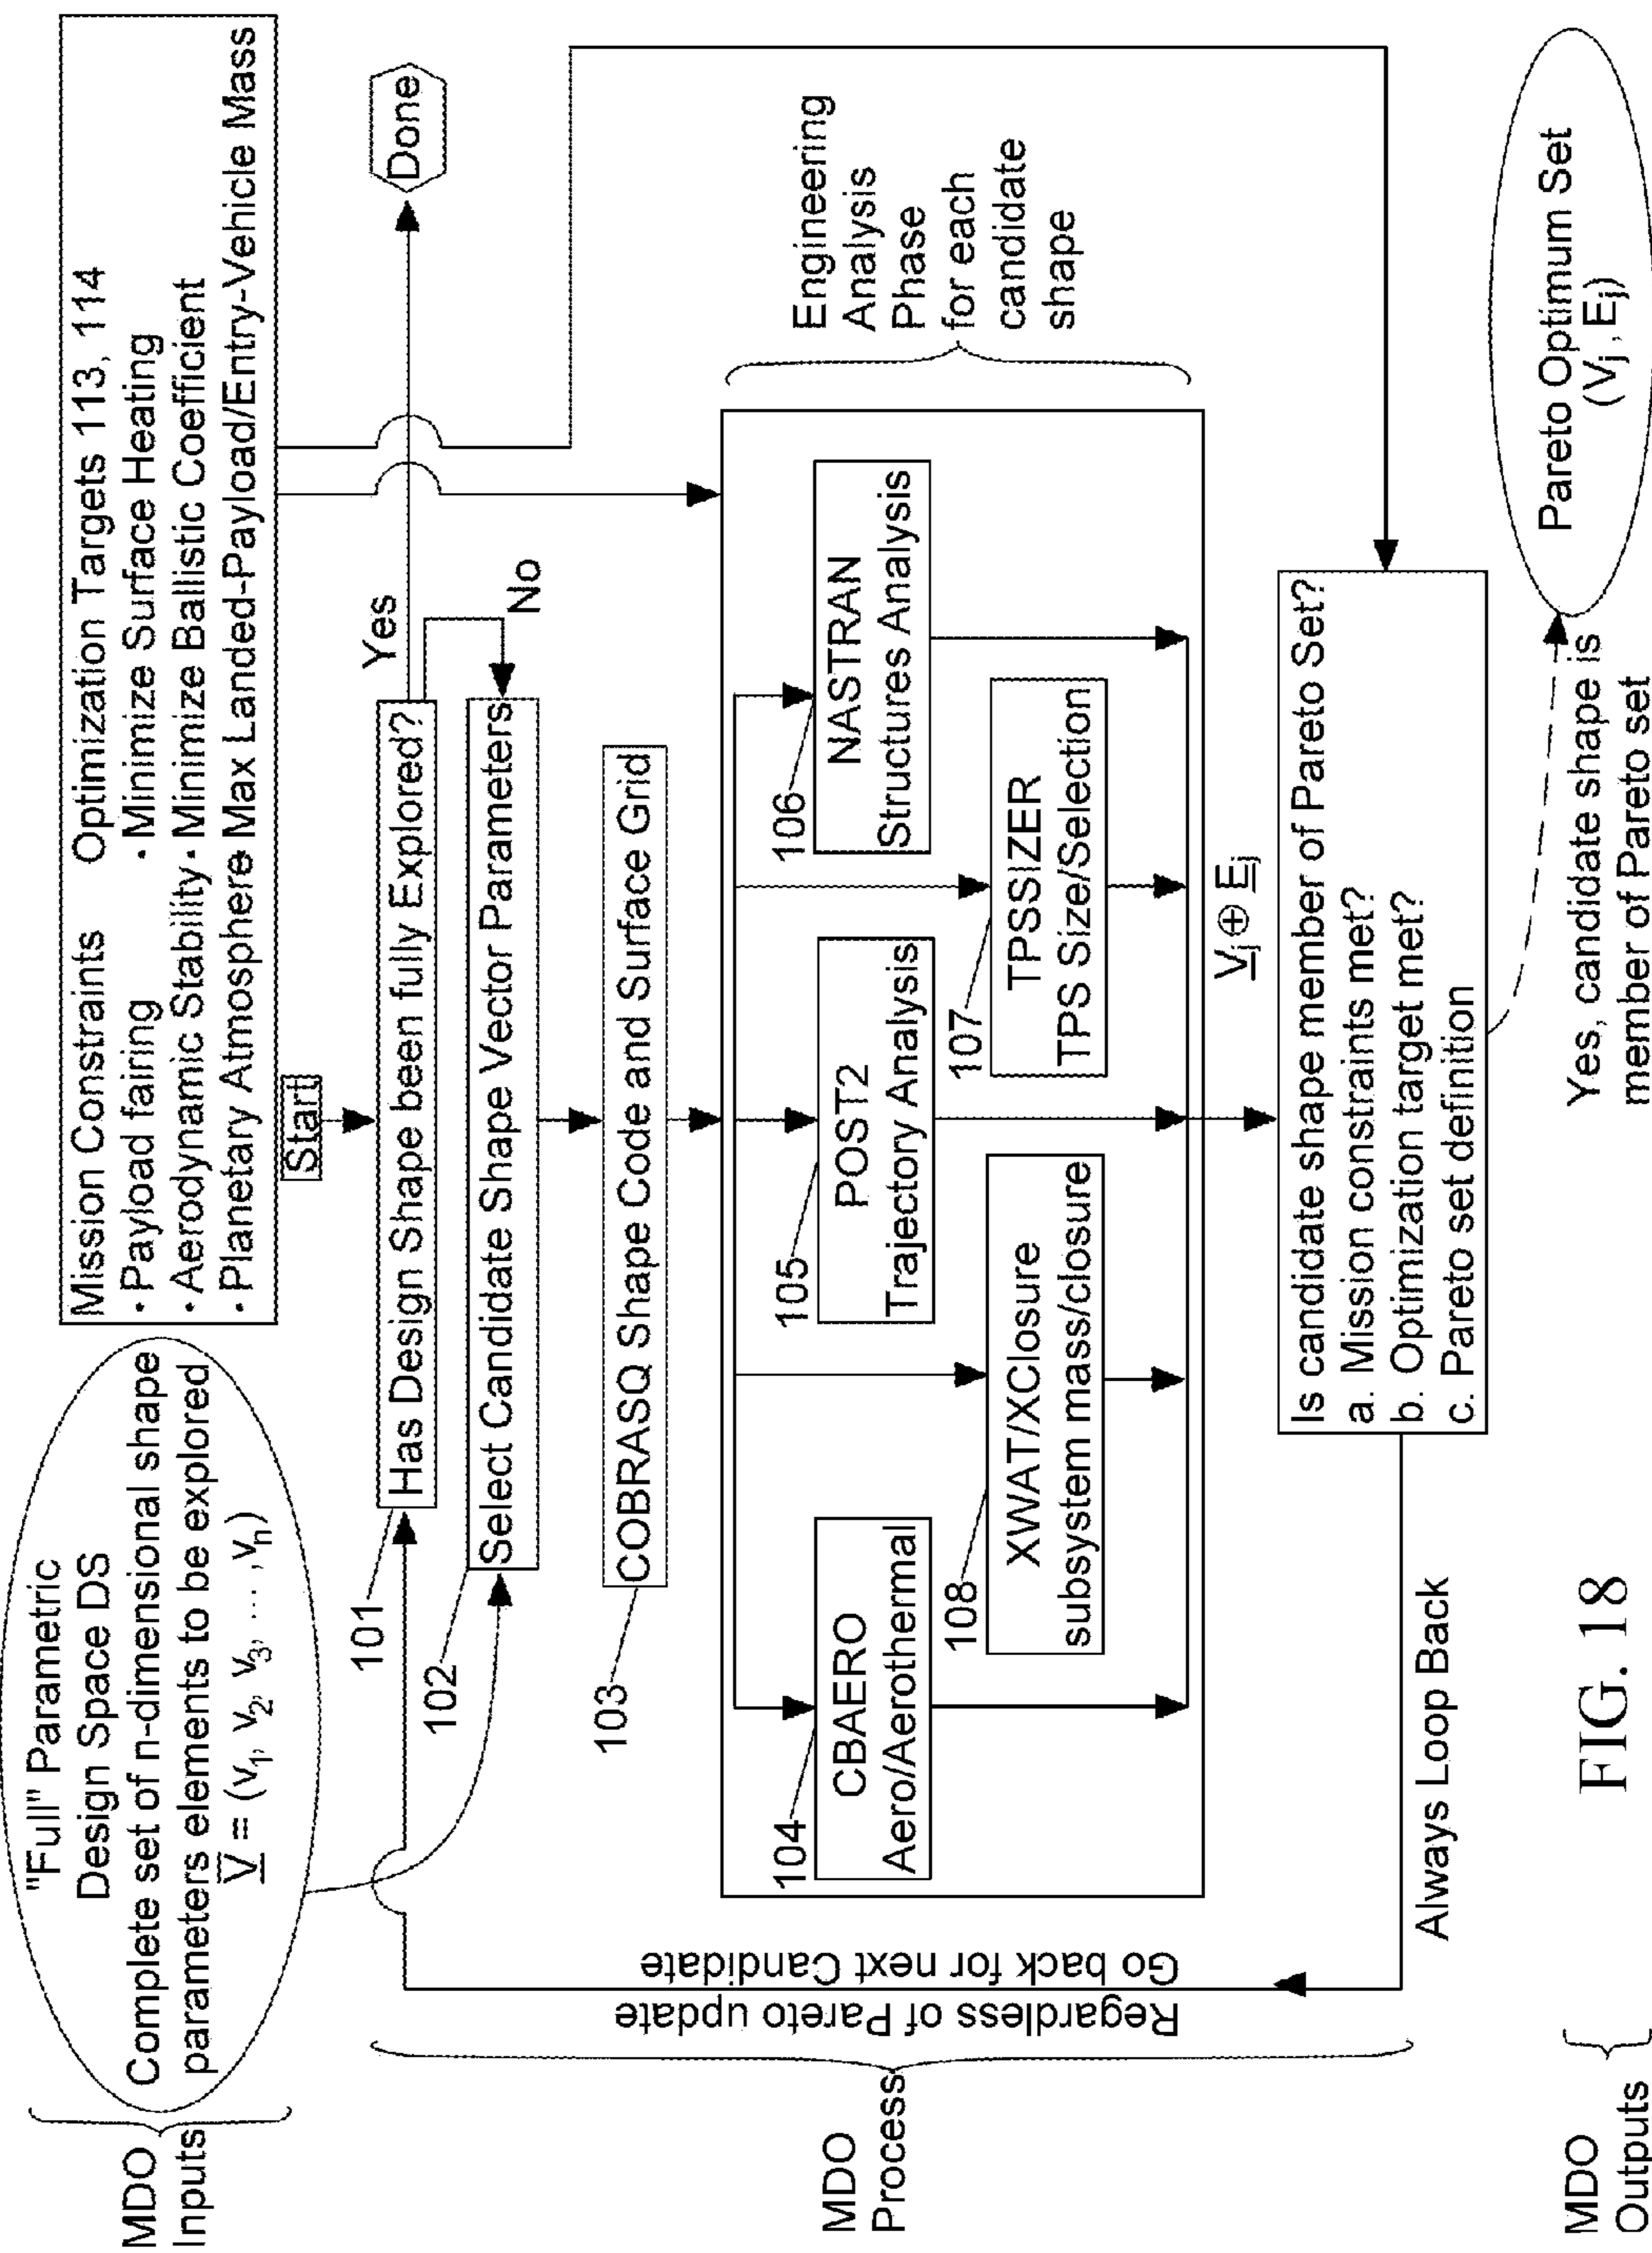 MDO
Inputs
"Full" Parametric
Design Space DS
Complete set of n-dimensional shape
parameters elements to be explored
V = (v1, v2, v3, ... ,vn)
Mission Constraints
• Payload fairing
• Aerodynamic Stability
• Planetary Atmosphere
Optimization Targets 113, 114
• Minimize Surface Heating
• Minimize Ballistic Coefficient
• Max Landed-Payload/Entry-Vehicle Mass
Start
101
Has Design Shape been fully Explored?
Yes
Done
No
102
Select Candidate Shape Vector Parameters
103
COBRASQ Shape Code and Surface Grid
MDO
Process
Regardless of Pareto update
Go back for next Candidate
104
CBAERO
Aero/Aerothermal
105
POST2
Trajectory Analysis
106
NASTRAN
Structures Analysis
108
XWAT/XClosure
subsystem mass/closure
107
TPSSIZER
TPS Size/Selection
Engineering
Analysis
Phase
for each
candidate
shape
Vj ⊕ Ej
Is candidate shape member of Pareto Set?
a. Mission constraints met?
b. Optimization target met?
c. Pareto set definition
Always Loop Back
MDO
Outputs
FIG. 18
Yes, candidate shape is
member of Pareto set
Pareto Optimum Set
(Vj , Ej)